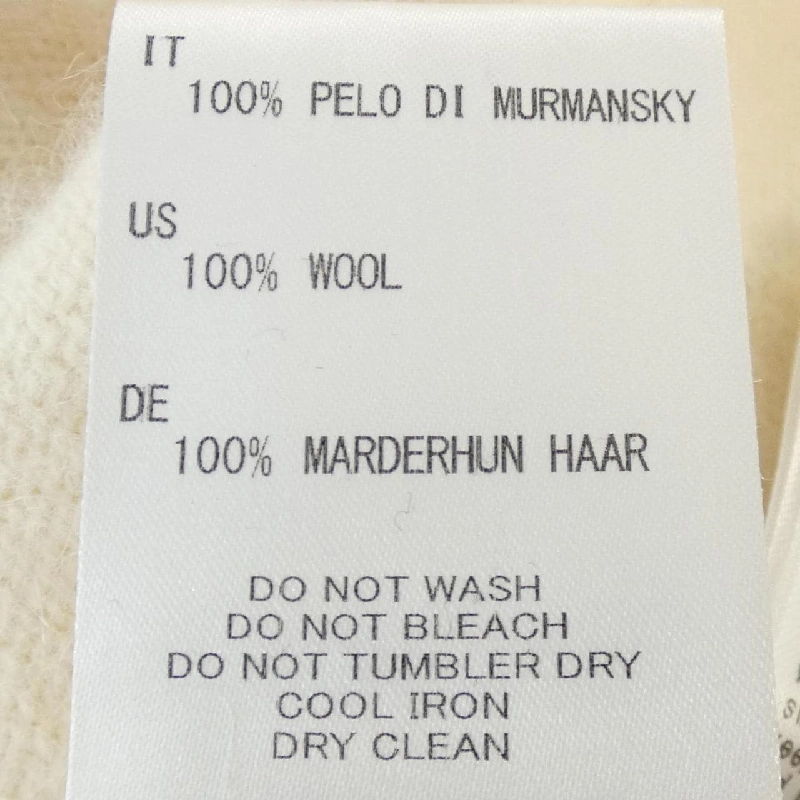 IT
100% PELO DI MURMANSKY
US
100% WOOL
DE
100% MARDERHUN HAAR
DO NOT WASH
DO NOT BLEACH
DO NOT TUMBLER DRY
COOL IRON
DRY CLEAN